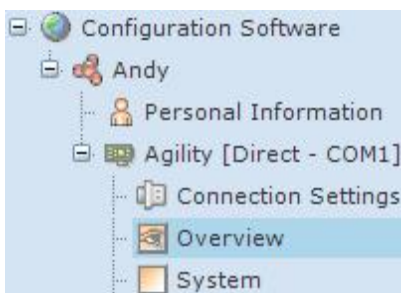 Configuration Software
Andy
Personal Information
Agility [Direct - COM1]
Connection Settings
Overview
System